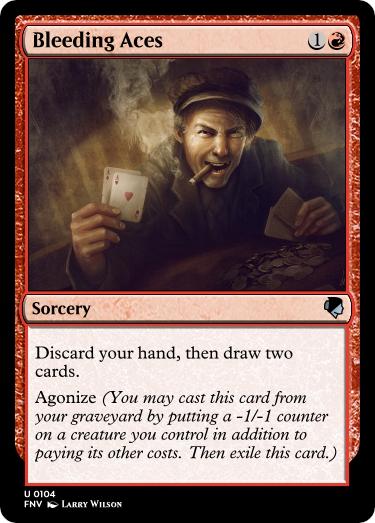 Bleeding Aces 1
Sorcery
Discard your hand, then draw two
cards.
Agonize (You may cast this card from
your graveyard by putting a -1/-1 counter
on a creature you control in addition to
paying its other costs. Then exile this card.)
U 0104
FNV Larry Wilson